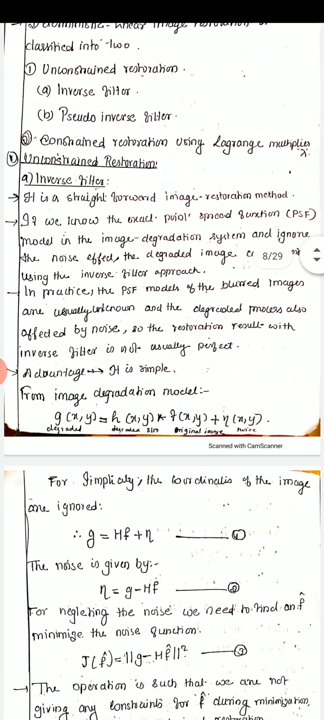 classified into two.
① Unconstrained restoration.
(a) Inverse filter.
(b) Pseudo inverse filter.
② Constrained restoration using Lagrange multiplies
λ.
① Unconstrained Restoration:
a) Inverse filter:
→ It is a straight forward image-restoration method.
→ If we know the exact point spread function (PSF)
model in the image-degradation system and ignore
the noise effect, the degraded image
8/29
using the inverse filter approach.
→ In practice, the PSF models of the blurred images
are usually unknown and the degraded process also
affected by noise, so the restoration result with
inverse filter is not usually perfect.
→ Advantage → It is simple.
From image degradation model:-
g(x,y) = h(x,y) * f(x,y) + η(x,y).
degraded original image noise
Scanned with CamScanner
For Simplicity, the coordinates of the image
are ignored:
∴ g = Hf + η ——— ①
The noise is given by:-
η = g - Hf ——— ②
For neglecting the noise we need to find an f̂
minimize the noise function.
J(f̂) = ||g - Hf̂||² ——— ③
→ The operation is such that we are not
giving any constraints for f̂ during minimization,